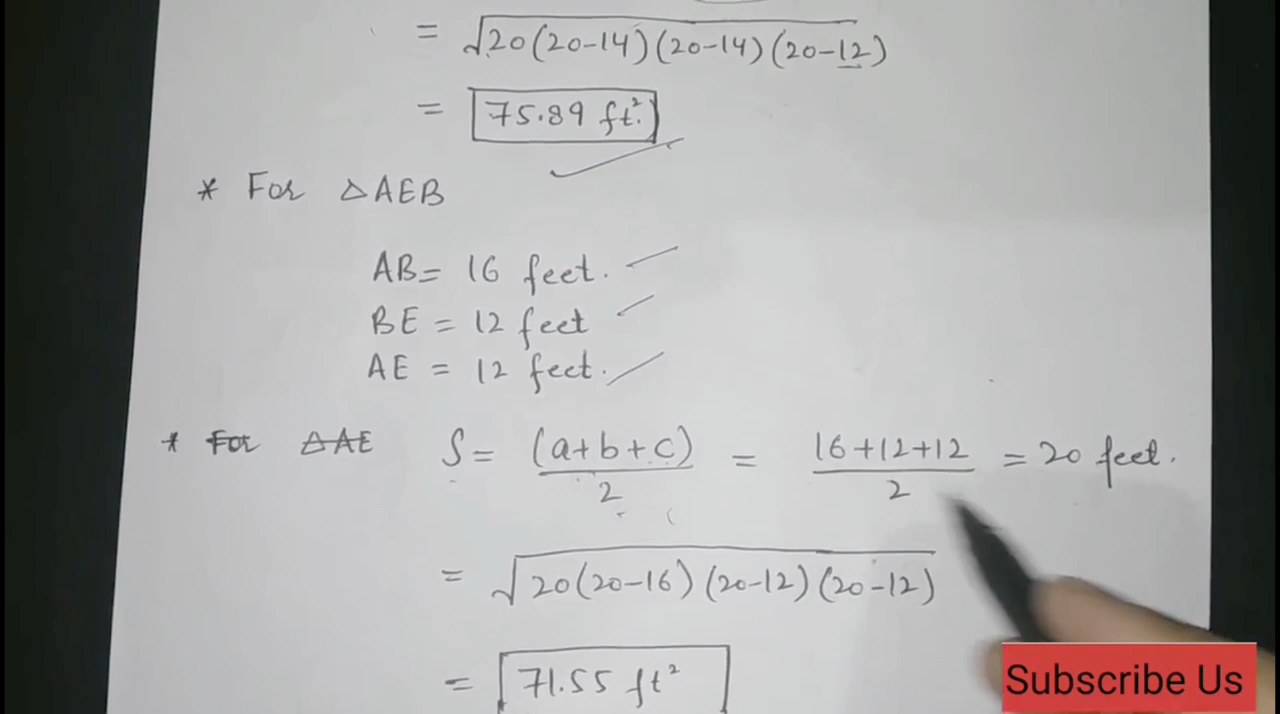 = √20(20-14)(20-14)(20-12)
= 75.89 ft².
* For △AEB
AB= 16 feet.
BE = 12 feet
AE = 12 feet.
* For △AE S= (a+b+c)/2 = 16+12+12/2 = 20 feet.
= √20(20-16)(20-12)(20-12)
= 71.55 ft²
Subscribe Us